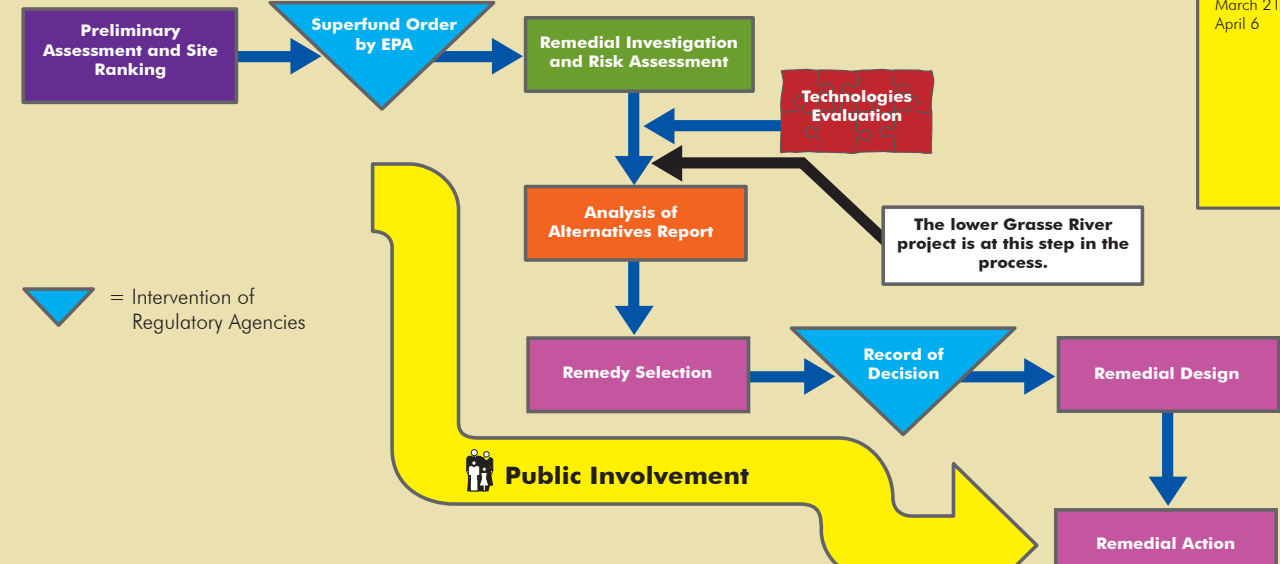 Preliminary
Assessment and Site
Ranking
Superfund Order
by EPA
Remedial Investigation
and Risk Assessment
Technologies
Evaluation
March 21
April 6
Analysis of
Alternatives Report
The lower Grasse River
project is at this step in the
process.
= Intervention of
Regulatory Agencies
Remedy Selection
Record of
Decision
Remedial Design
Public Involvement
Remedial Action